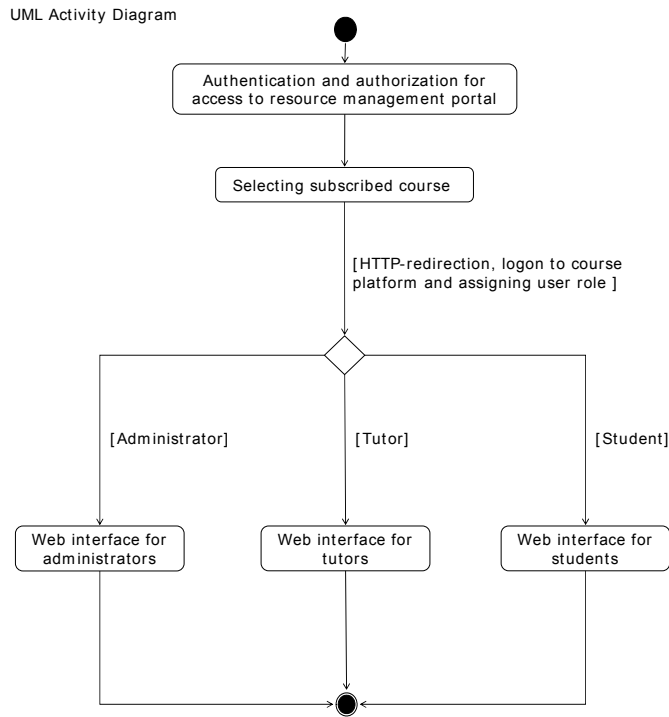 UML Activity Diagram
Authentication and authorization for
access to resource management portal
Selecting subscribed course
[HTTP-redirection, logon to course
platform and assigning user role ]
[Administrator]
[Tutor]
[Student]
Web interface for
administrators
Web interface for
tutors
Web interface for
students